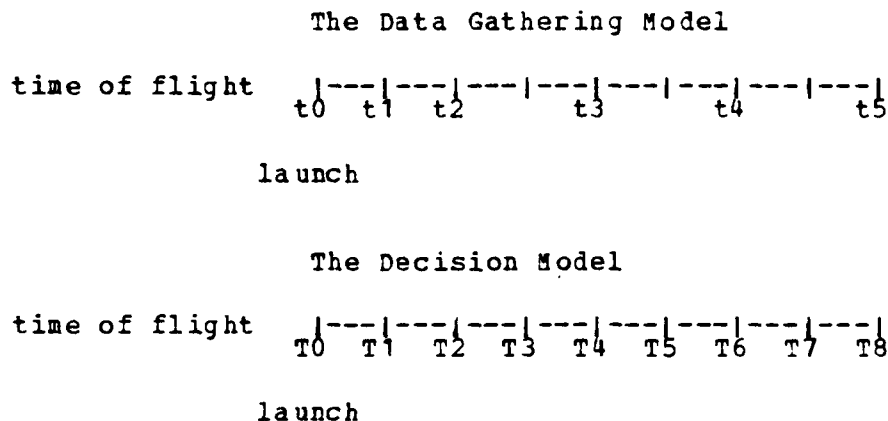 The Data Gathering Model
time of flight |---|---|---|---|---|---|---|---|
t0 t1 t2 t3 t4 t5
launch
The Decision Model
time of flight |---|---|---|---|---|---|---|---|
T0 T1 T2 T3 T4 T5 T6 T7 T8
launch